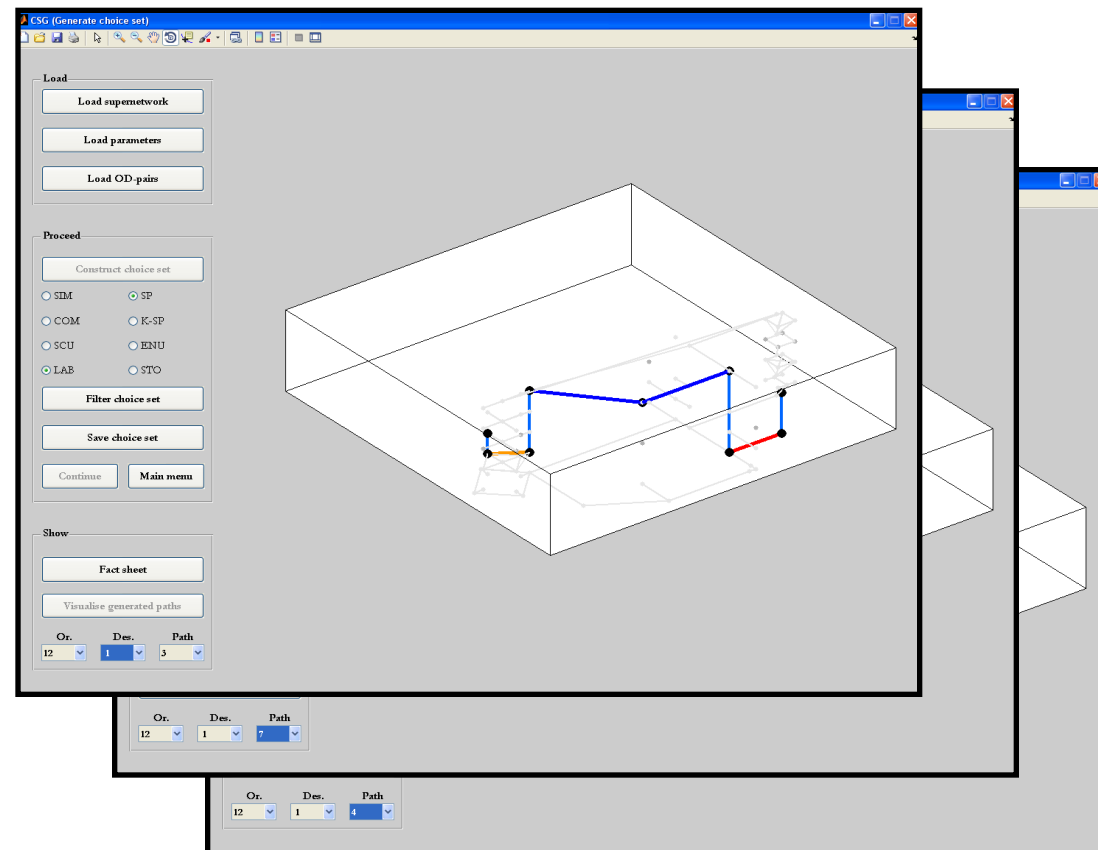 CSG (Generate choice set)
Load
Load supernetwork
Load parameters
Load OD-pairs
Proceed
Construct choice set
SIM SP
COM K-SP
SCU ENU
LAB STO
Filter choice set
Save choice set
Continue Main menu
Show
Fact sheet
Visualise generated paths
Or. Des. Path
12 1 3
Or. Des. Path
12 1 7
Or. Des. Path
12 1 4